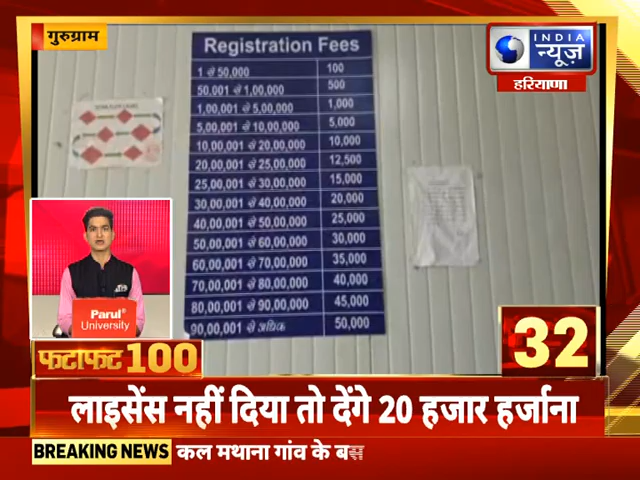 गुरुग्राम
INDIA
न्यूज़
हरियाणा
Registration Fees
1 से 50,000 100
50,001 से 1,00,000 500
1,00,001 से 5,00,000 1,000
5,00,001 से 10,00,000 5,000
10,00,001 से 20,00,000 10,000
20,00,001 से 25,00,000 12,500
25,00,001 से 30,00,000 15,000
30,00,001 से 40,00,000 20,000
40,00,001 से 50,00,000 25,000
50,00,001 से 60,00,000 30,000
60,00,001 से 70,00,000 35,000
70,00,001 से 80,00,000 40,000
80,00,001 से 90,00,000 45,000
90,00,001 से अधिक 50,000
Parul
University
फटाफट 100
32
लाइसेंस नहीं दिया तो देंगे 20 हजार हर्जाना
BREAKING NEWS कल मथाना गांव के बस